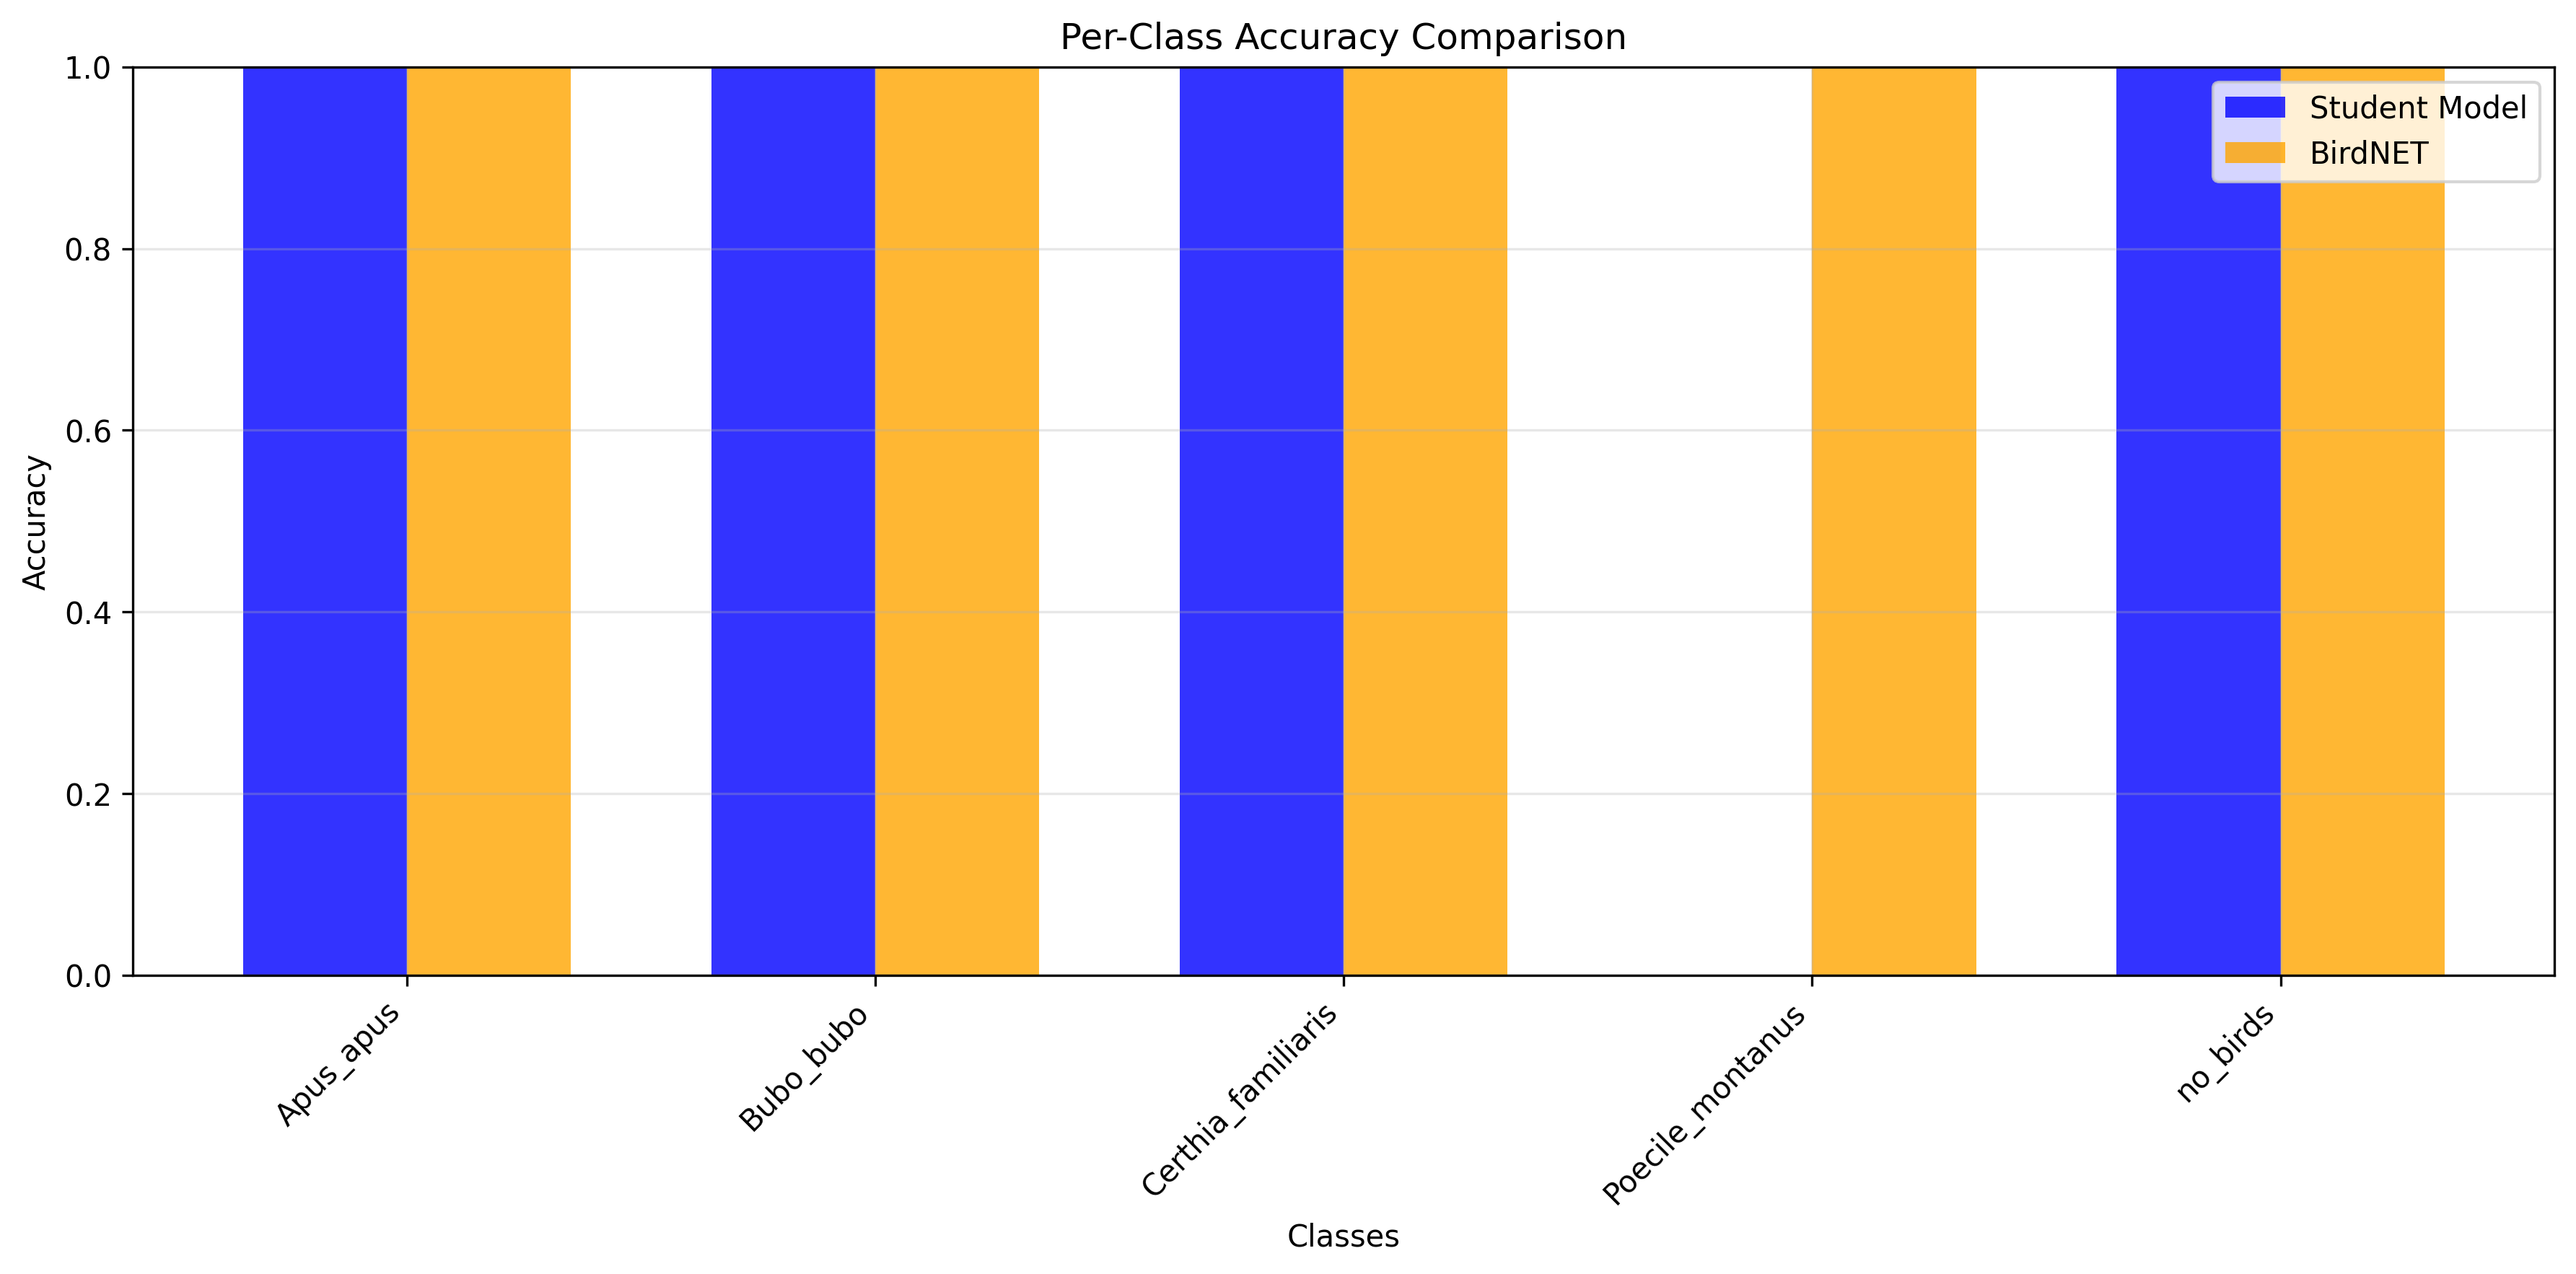 Per-Class Accuracy Comparison
1.0
0.8
0.6
0.4
0.2
0.0
Accuracy
Student Model
BirdNET
Apus_apus
Bubo_bubo
Certhia_familiaris
Poecile_montanus
no_birds
Classes